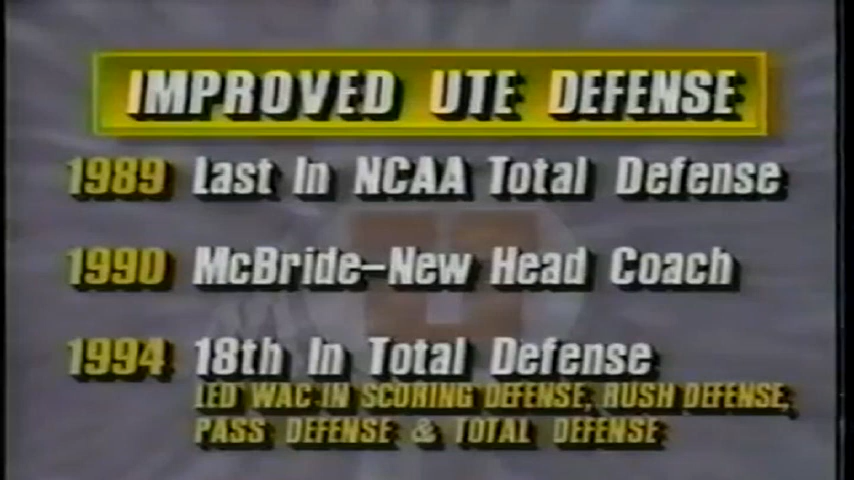 IMPROVED UTE DEFENSE
1989 Last In NCAA Total Defense
1990 McBride-New Head Coach
1994 18th In Total Defense
LED WAC IN SCORING DEFENSE, RUSH DEFENSE,
PASS DEFENSE & TOTAL DEFENSE